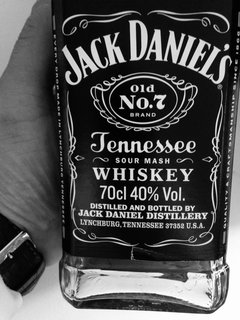 JACK DANIEL'S
Old
No.7
BRAND
Tennessee
SOUR MASH
WHISKEY
70cl 40% Vol.
DISTILLED AND BOTTLED BY
JACK DANIEL DISTILLERY
LYNCHBURG, TENNESSEE 37352 U.S.A.